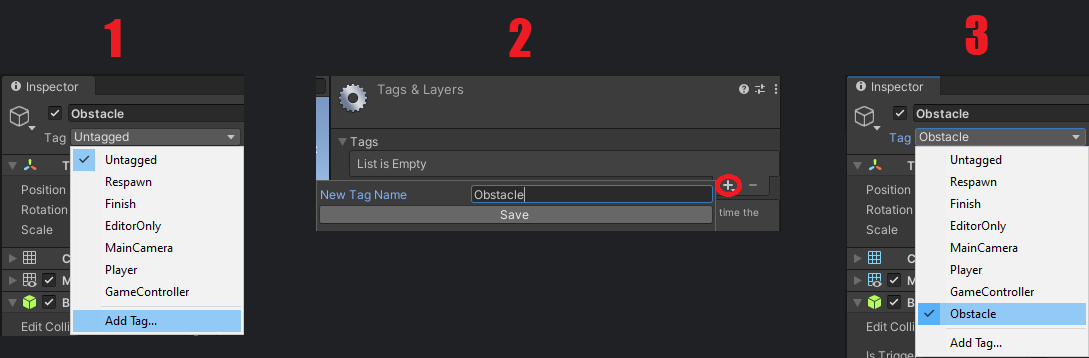 1
Inspector
Obstacle
Tag Untagged
Untagged
Respawn
Finish
EditorOnly
MainCamera
Player
GameController
Add Tag...
T
Position
Rotation
Scale
C
M
B
Edit Colli
2
Tags & Layers
Tags
List is Empty
New Tag Name Obstacle
Save
time the
3
Inspector
Obstacle
Tag Obstacle
Untagged
Respawn
Finish
EditorOnly
MainCamera
Player
GameController
Obstacle
Add Tag...
T
Position
Rotation
Scale
C
M
B
Edit Colli
Is Trigge